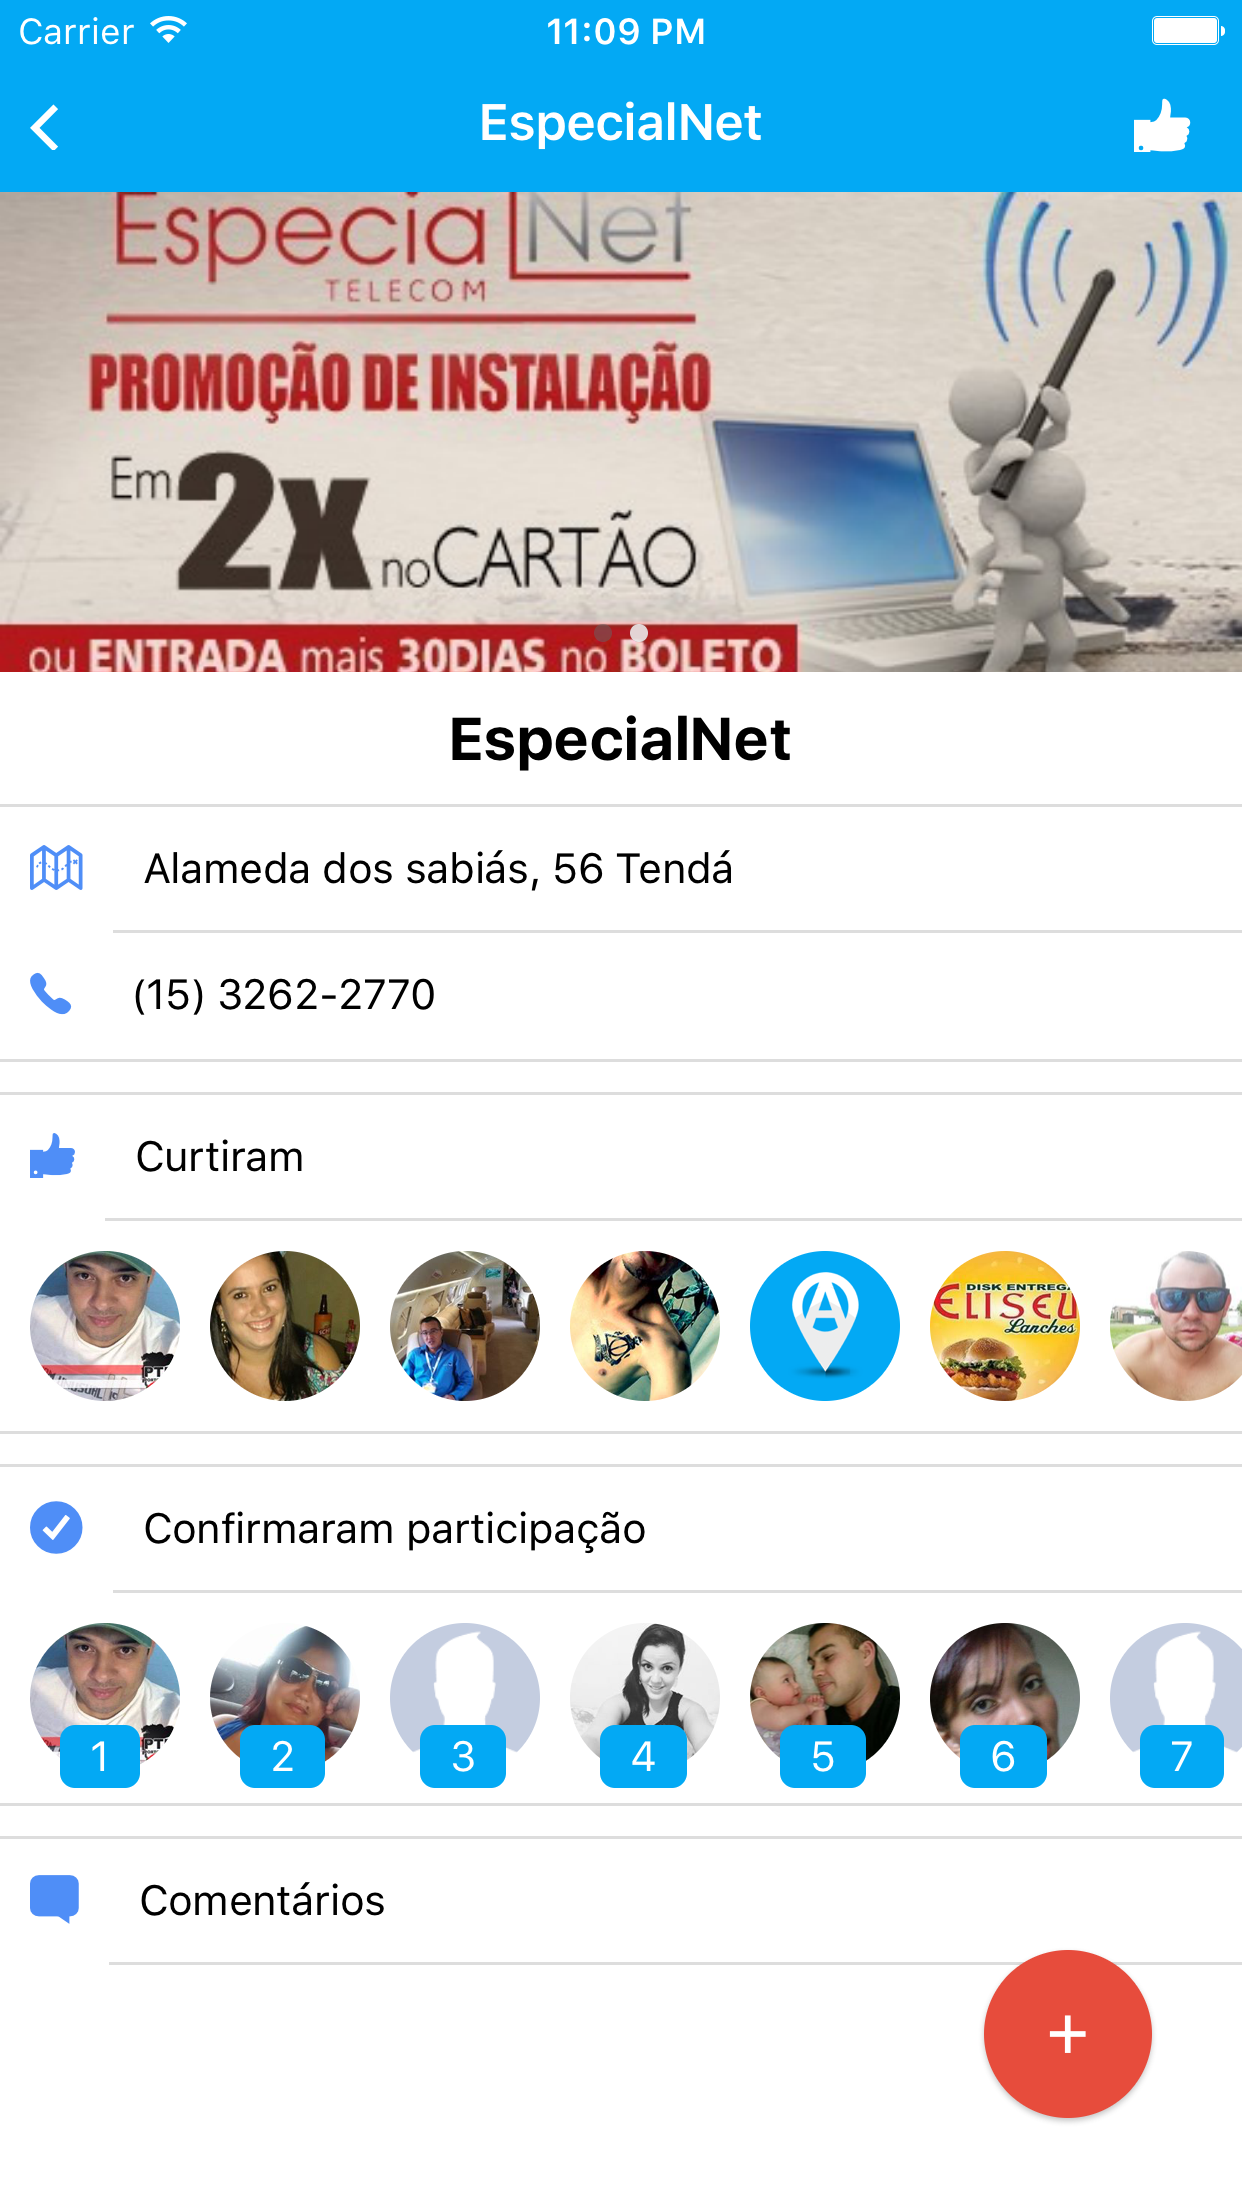 Carrier
11:09 PM
EspecialNet
Especial Net
TELECOM
PROMOÇÃO DE INSTALAÇÃO
Em 2x no CARTÃO
ou ENTRADA mais 30DIAS no BOLETO
EspecialNet
Alameda dos sabiás, 56 Tendá
(15) 3262-2770
Curtiram
DISK ENTREGA
ELISEU
Lanches
Confirmaram participação
1 2 3 4 5 6 7
Comentários
+